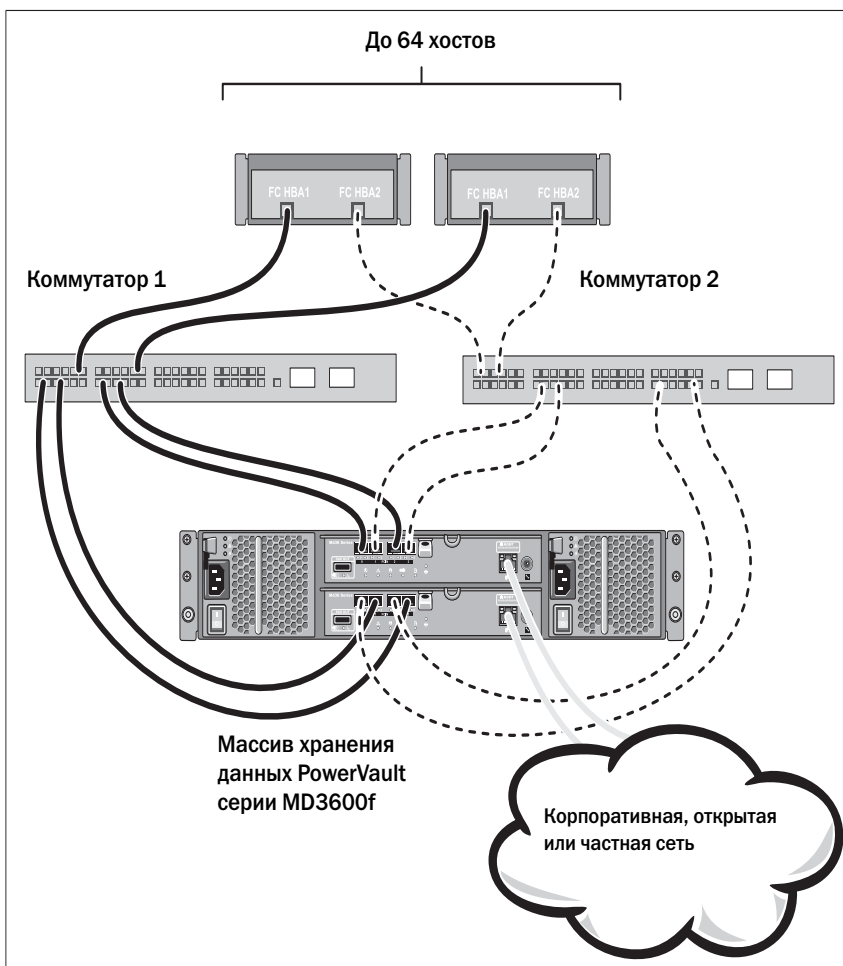 До 64 хостов
FC HBA1 FC HBA2 FC HBA1 FC HBA2
Коммутатор 1
Коммутатор 2
Массив хранения
данных PowerVault
серии MD3600f
Корпоративная, открытая
или частная сеть